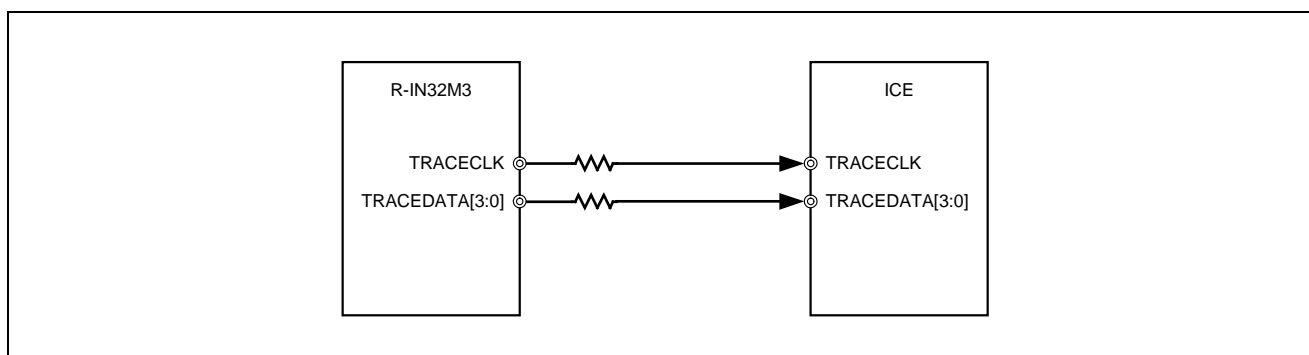 R-IN32M3
ICE
TRACECLK
TRACECLK
TRACEDATA[3:0]
TRACEDATA[3:0]